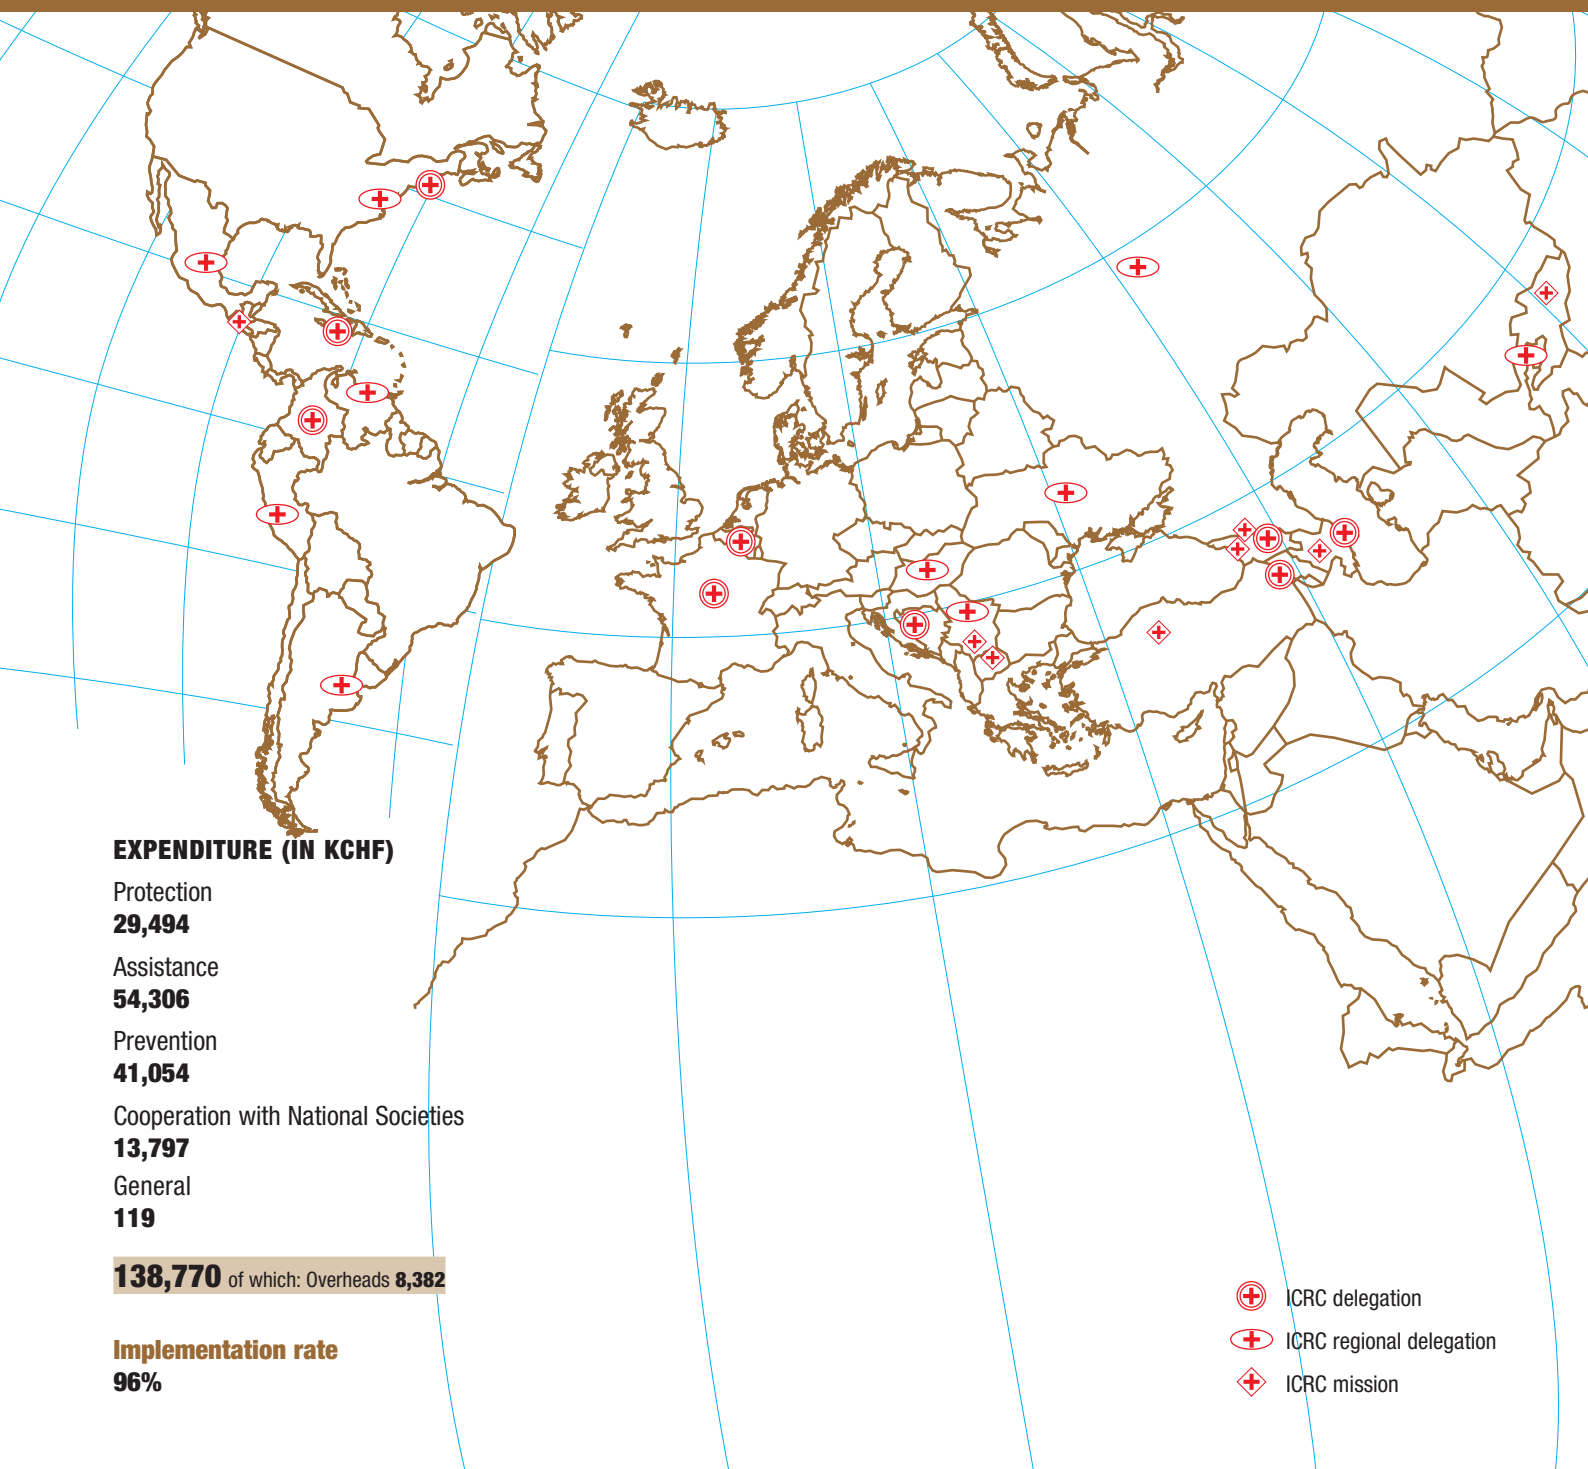 EXPENDITURE (IN KCHF)
Protection
29,494
Assistance
54,306
Prevention
41,054
Cooperation with National Societies
13,797
General
119
138,770 of which: Overheads 8,382
Implementation rate
96%
ICRC delegation
ICRC regional delegation
ICRC mission